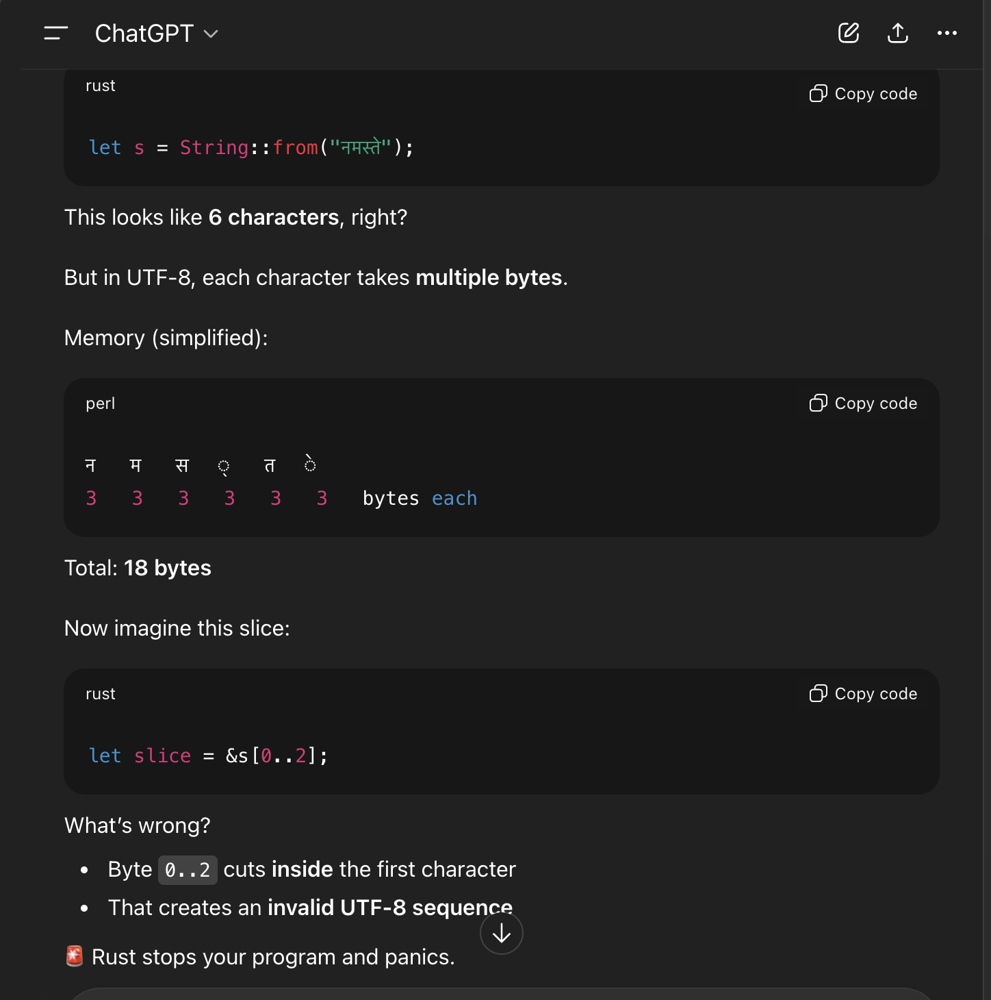 ChatGPT
rust
Copy code
let s = String::from("नमस्ते");
This looks like 6 characters, right?
But in UTF-8, each character takes multiple bytes.
Memory (simplified):
perl
Copy code
न म स ् त े
3 3 3 3 3 3 bytes each
Total: 18 bytes
Now imagine this slice:
rust
Copy code
let slice = &s[0..2];
What’s wrong?
• Byte 0..2 cuts inside the first character
• That creates an invalid UTF-8 sequence
🚨 Rust stops your program and panics.